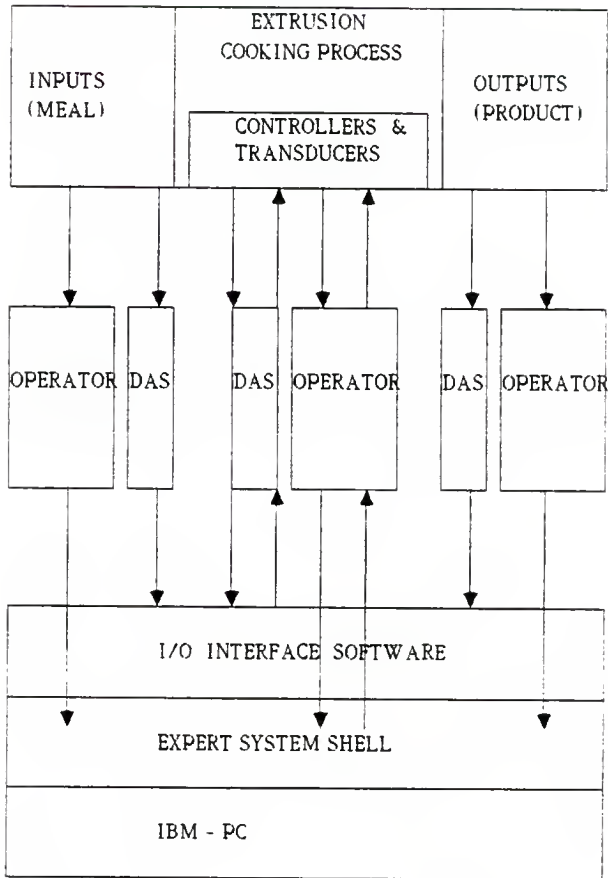 EXTRUSION
COOKING PROCESS
INPUTS
(MEAL)
OUTPUTS
(PRODUCT)
CONTROLLERS &
TRANSDUCERS
OPERATOR
DAS
DAS
OPERATOR
DAS
OPERATOR
I/O INTERFACE SOFTWARE
EXPERT SYSTEM SHELL
IBM - PC